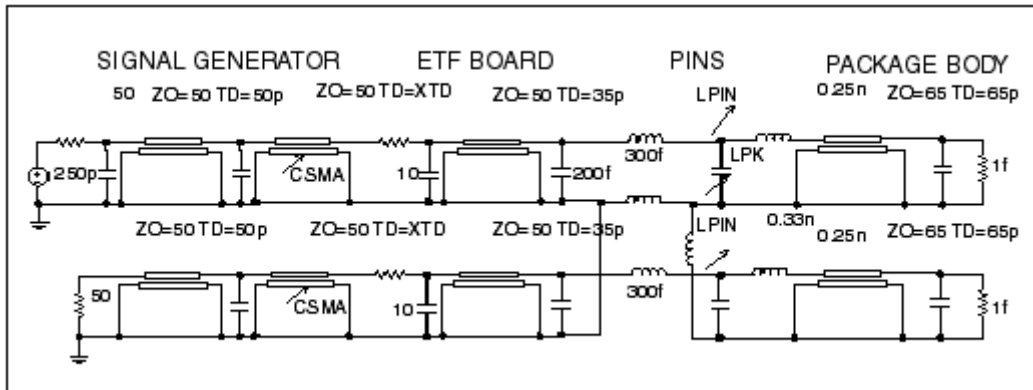 SIGNAL GENERATOR ETF BOARD PINS PACKAGE BODY
50 ZO=50 TD=50p ZO=50 TD=XTD ZO=50 TD=35p LPIN 0.25n ZO=65 TD=65p
250p CSMA 10 200f 300f LPK 1f
ZO=50 TD=50p ZO=50 TD=XTD ZO=50 TD=35p LPIN 0.33n 0.25n ZO=65 TD=65p
50 CSMA 10 300f 1f